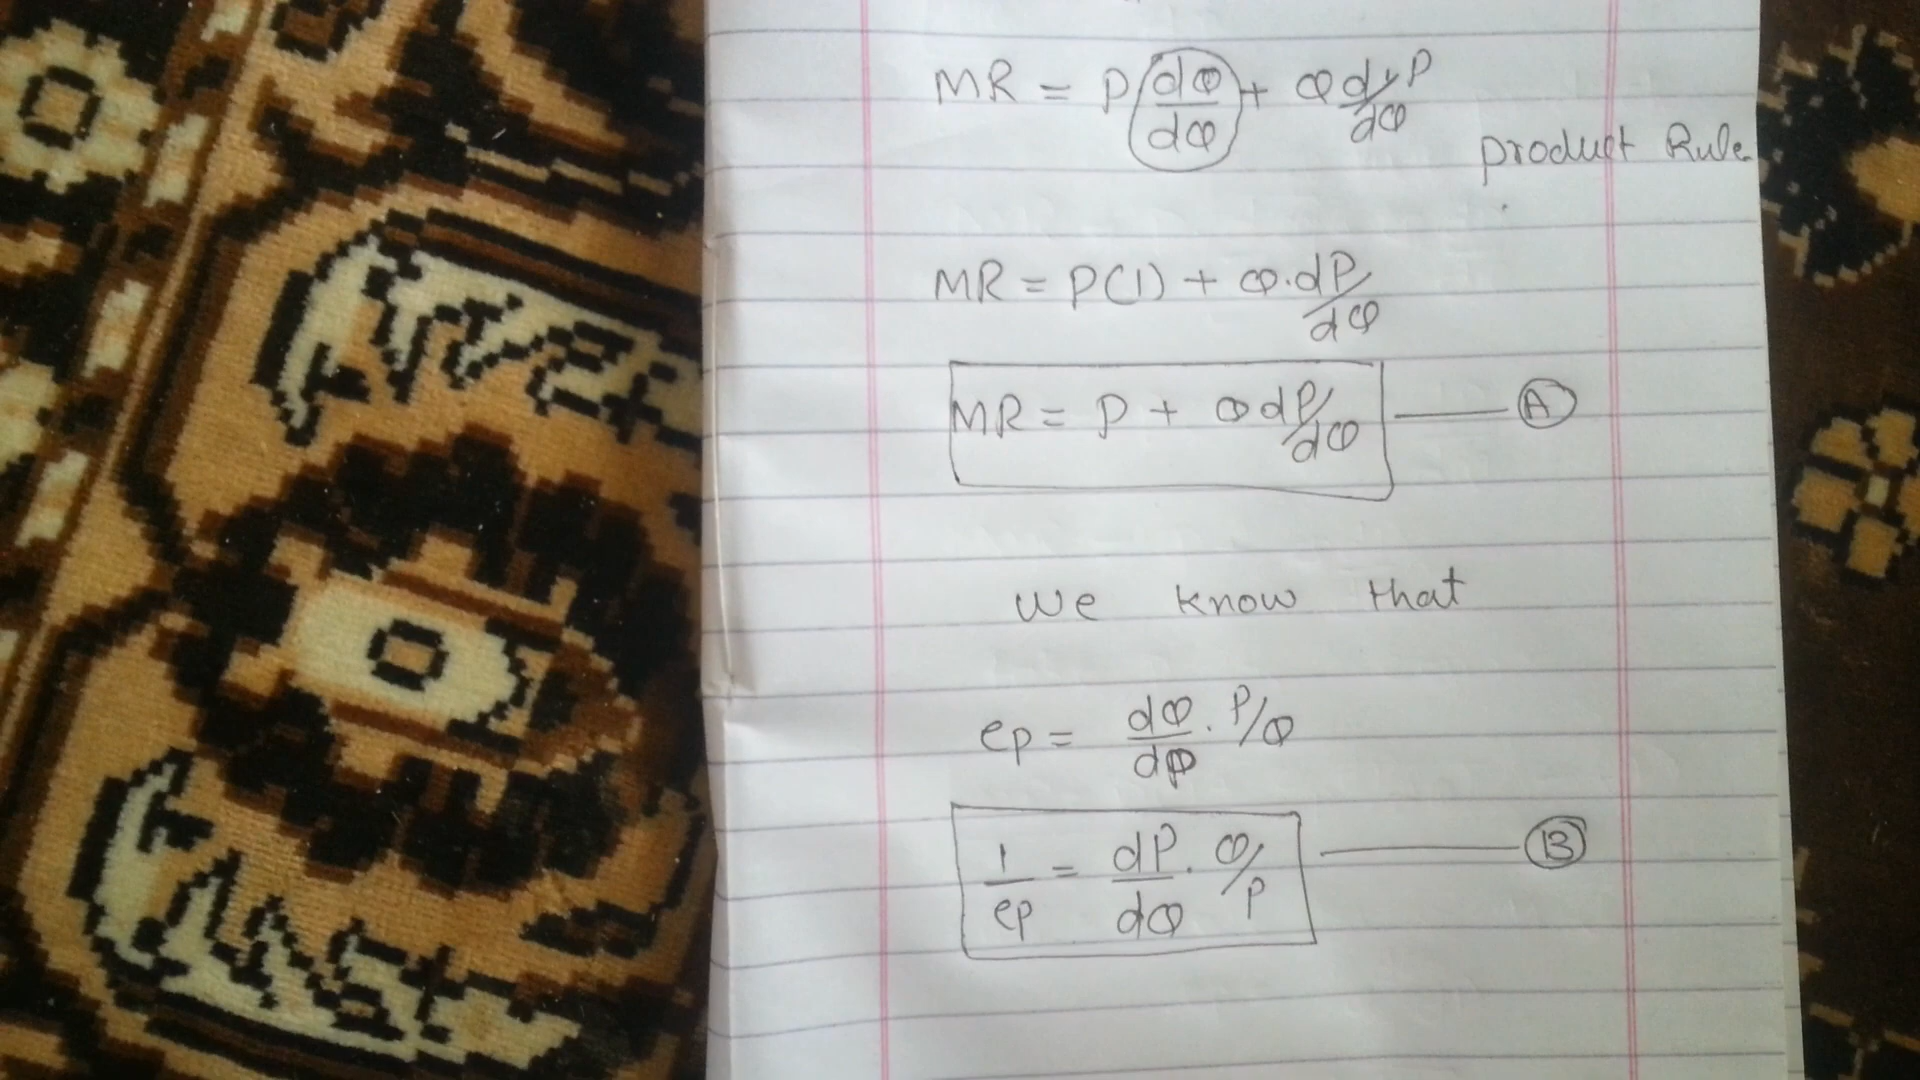 MR = P dQ/dQ + Q dP/dQ
product Rule
MR = P(1) + Q.dP/dQ
MR = P + Q dP/dQ — A
We know that
ep = dQ/dP . P/Q
1/ep = dP/dQ . Q/P — B